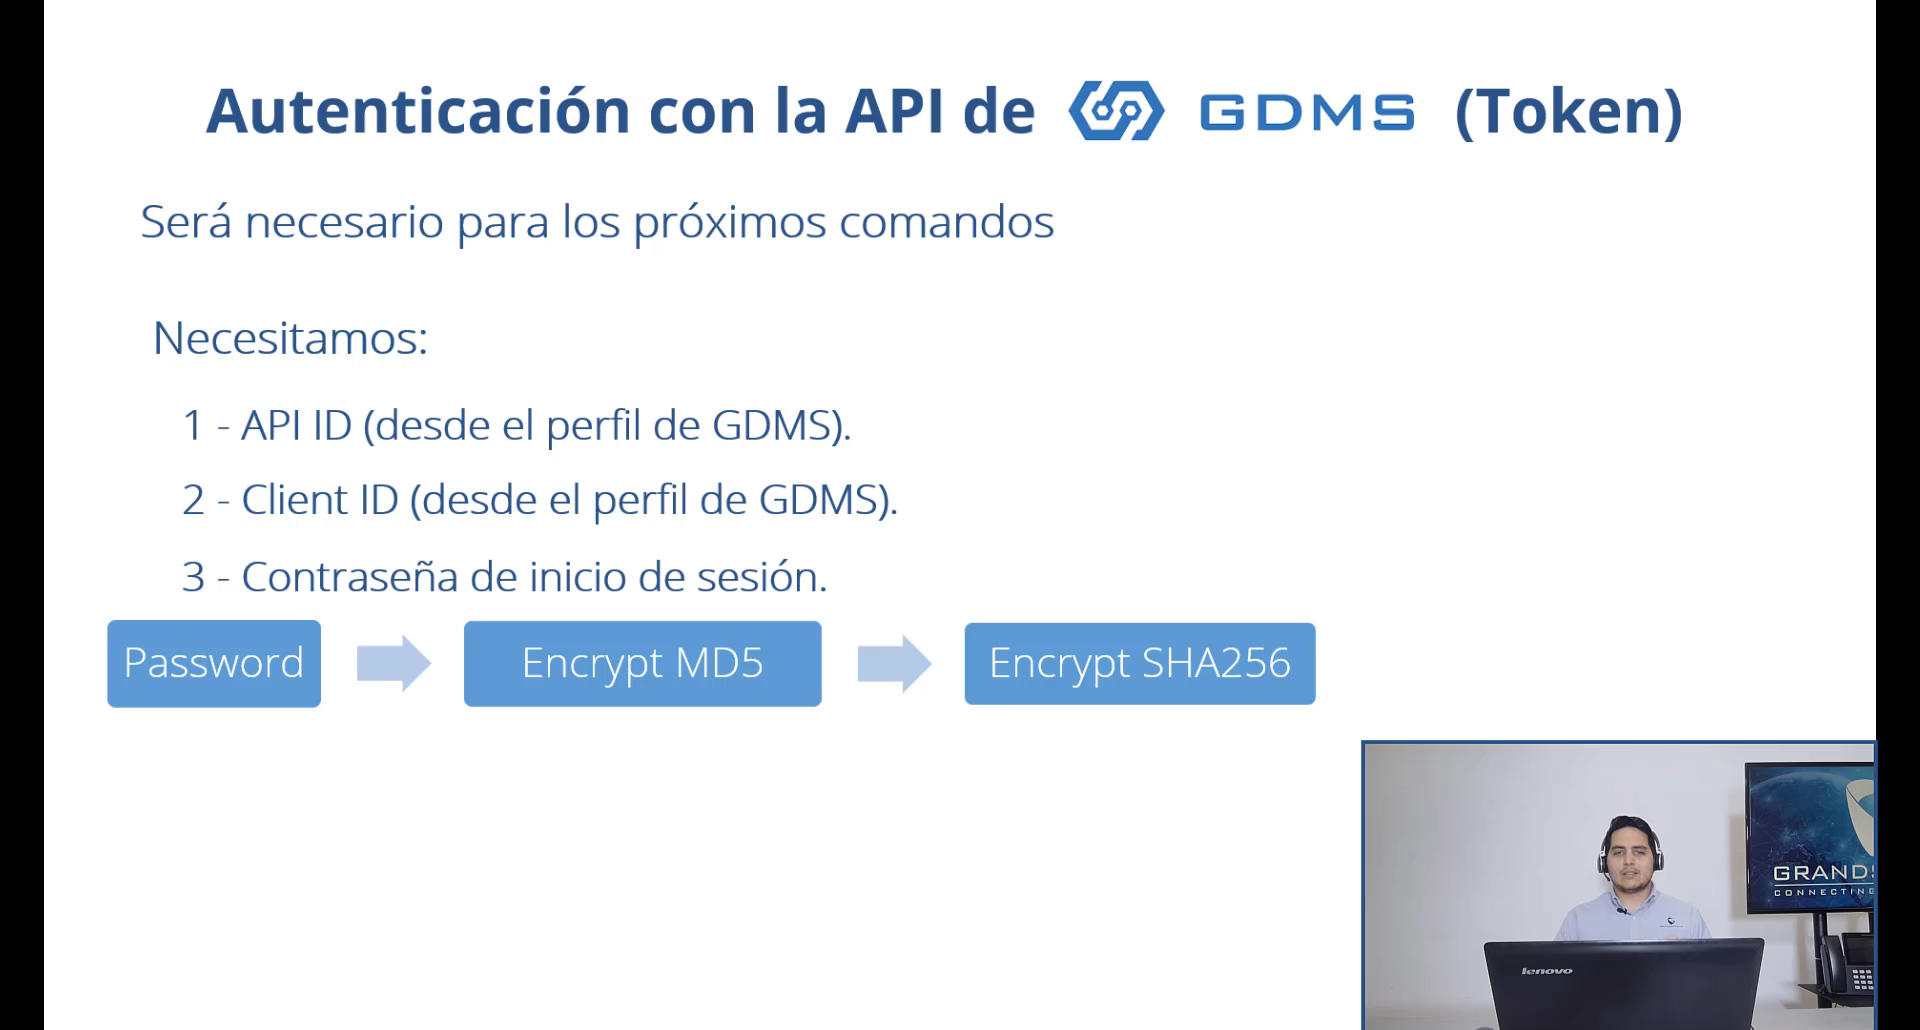 Autenticación con la API de GDMS (Token)
Será necesario para los próximos comandos
Necesitamos:
1 - API ID (desde el perfil de GDMS).
2 - Client ID (desde el perfil de GDMS).
3 - Contraseña de inicio de sesión.
Password Encrypt MD5 Encrypt SHA256
GRANDS
CONNECTING
lenovo